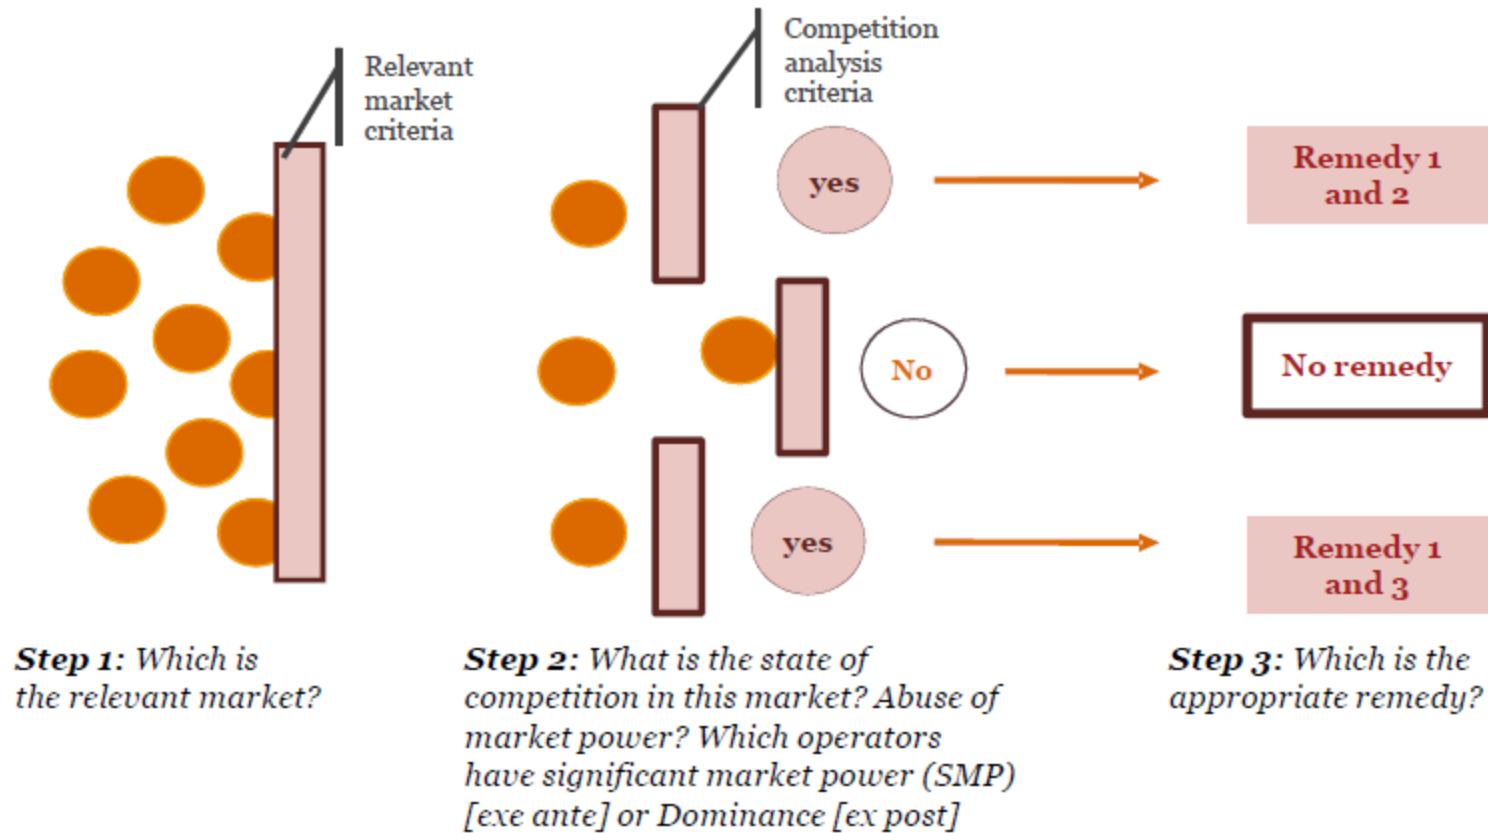 Relevant
market
criteria
Competition
analysis
criteria
yes
Remedy 1
and 2
No
No remedy
yes
Remedy 1
and 3
Step 1: Which is
the relevant market?
Step 2: What is the state of
competition in this market? Abuse of
market power? Which operators
have significant market power (SMP)
[exe ante] or Dominance [ex post]
Step 3: Which is the
appropriate remedy?